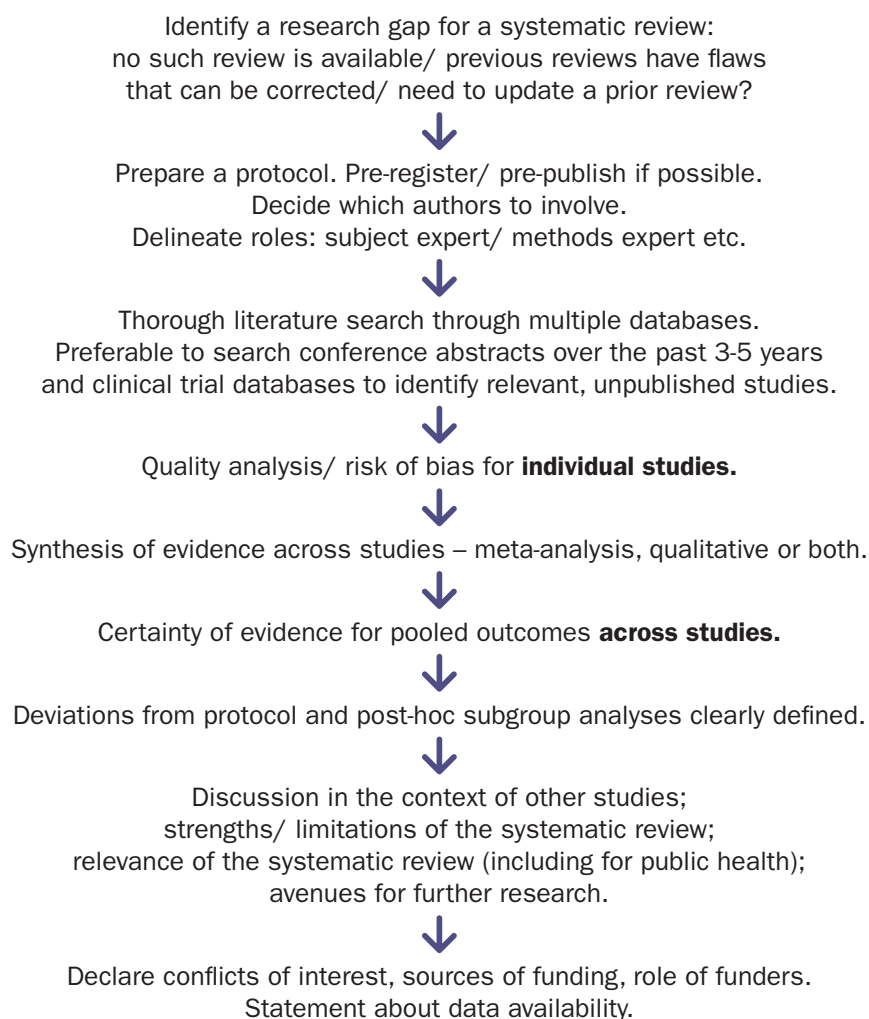 Identify a research gap for a systematic review:
no such review is available/ previous reviews have flaws
that can be corrected/ need to update a prior review?
Prepare a protocol. Pre-register/ pre-publish if possible.
Decide which authors to involve.
Delineate roles: subject expert/ methods expert etc.
Thorough literature search through multiple databases.
Preferable to search conference abstracts over the past 3-5 years
and clinical trial databases to identify relevant, unpublished studies.
Quality analysis/ risk of bias for individual studies.
Synthesis of evidence across studies – meta-analysis, qualitative or both.
Certainty of evidence for pooled outcomes across studies.
Deviations from protocol and post-hoc subgroup analyses clearly defined.
Discussion in the context of other studies;
strengths/ limitations of the systematic review;
relevance of the systematic review (including for public health);
avenues for further research.
Declare conflicts of interest, sources of funding, role of funders.
Statement about data availability.